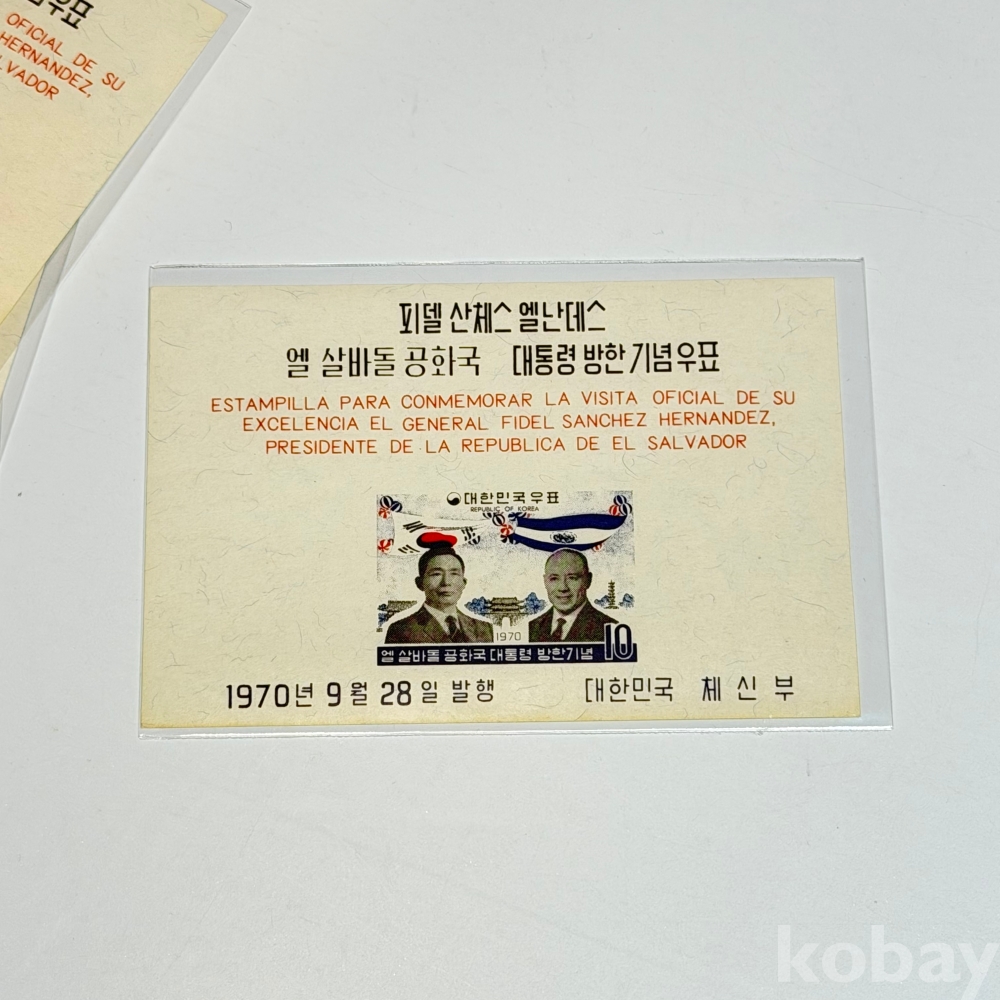 우표
OFICIAL DE SU
HERNANDEZ,
LVADOR
피델 산체스 엘난데스
엘 살바돌 공화국 대통령 방한기념우표
ESTAMPILLA PARA CONMEMORAR LA VISITA OFICIAL DE SU
EXCELENCIA EL GENERAL FIDEL SANCHEZ HERNANDEZ,
PRESIDENTE DE LA REPUBLICA DE EL SALVADOR
대한민국우표
REPUBLIC OF KOREA
1970
엘 살바돌 공화국 대통령 방한기념 10
1970년 9월 28일 발행 대한민국 체신부
kobay